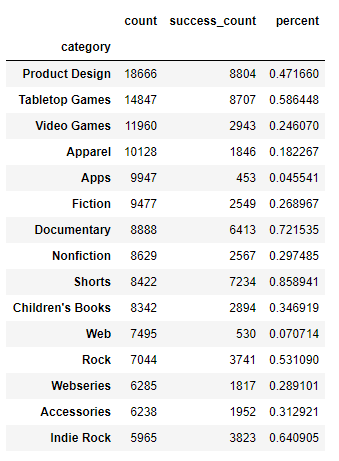 count success_count percent
category
Product Design 18666 8804 0.471660
Tabletop Games 14847 8707 0.586448
Video Games 11960 2943 0.246070
Apparel 10128 1846 0.182267
Apps 9947 453 0.045541
Fiction 9477 2549 0.268967
Documentary 8888 6413 0.721535
Nonfiction 8629 2567 0.297485
Shorts 8422 7234 0.858941
Children's Books 8342 2894 0.346919
Web 7495 530 0.070714
Rock 7044 3741 0.531090
Webseries 6285 1817 0.289101
Accessories 6238 1952 0.312921
Indie Rock 5965 3823 0.640905